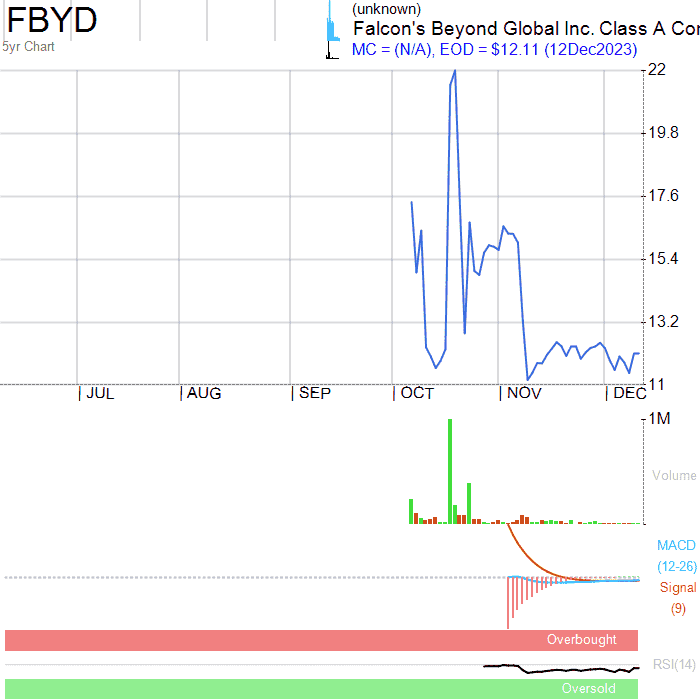 FBYD
5yr Chart
(unknown)
Falcon's Beyond Global Inc. Class A Cor
MC = (N/A), EOD = $12.11 (12Dec2023)
22
19.8
17.6
15.4
13.2
11
JUL AUG SEP OCT NOV DEC
1M
Volume
MACD
(12-26)
Signal
(9)
Overbought
RSI(14)
Oversold